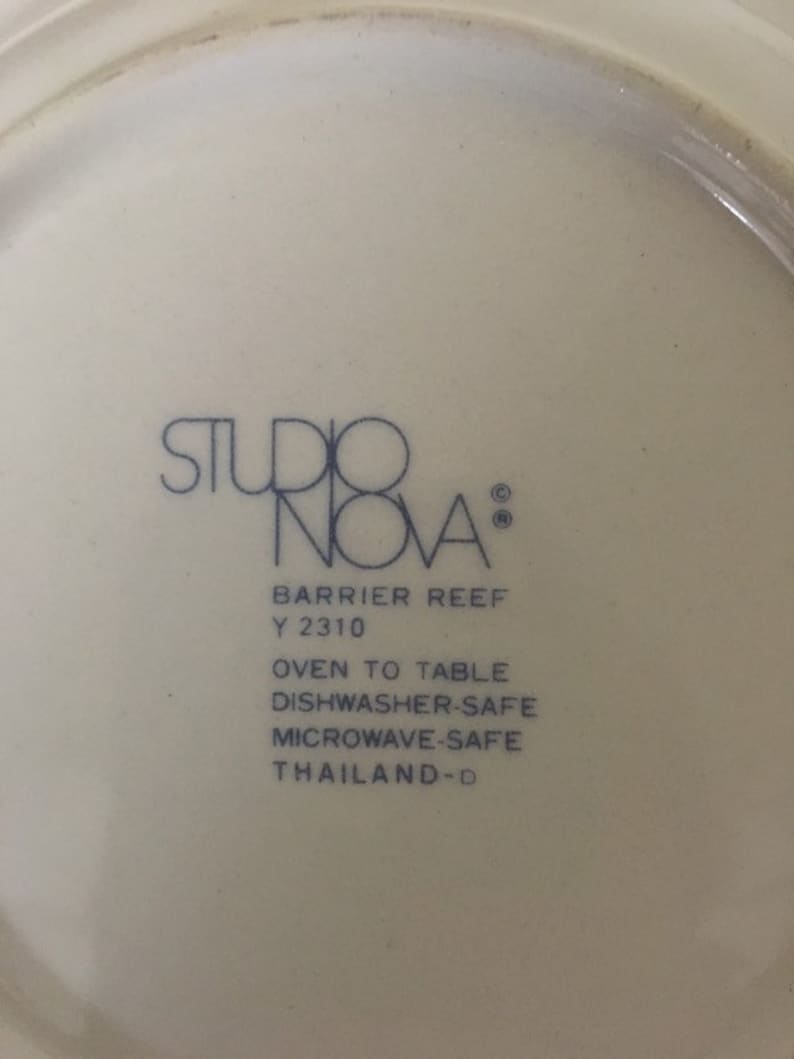 STUDIO
NOVA ©
®
BARRIER REEF
Y 2310
OVEN TO TABLE
DISHWASHER-SAFE
MICROWAVE-SAFE
THAILAND-D